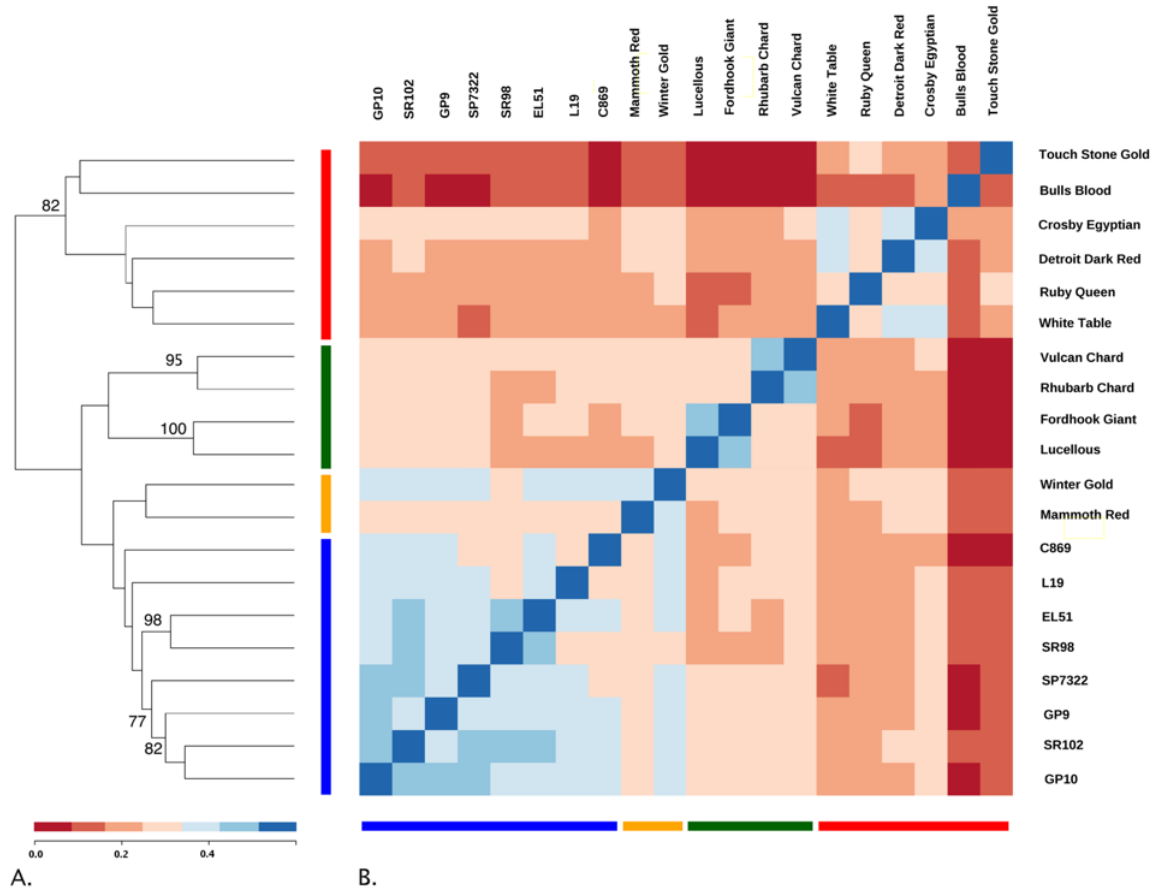 GP10
SR102
GP9
SP7322
SR98
EL51
L19
C869
Mammoth Red
Winter Gold
Lucellous
Fordhook Giant
Rhubarb Chard
Vulcan Chard
White Table
Ruby Queen
Detroit Dark Red
Crosby Egyptian
Bulls Blood
Touch Stone Gold
Touch Stone Gold
Bulls Blood
82
Crosby Egyptian
Detroit Dark Red
Ruby Queen
White Table
95
Vulcan Chard
Rhubarb Chard
Fordhook Giant
100
Lucellous
Winter Gold
Mammoth Red
C869
L19
98
EL51
SR98
SP7322
77
GP9
82
SR102
GP10
0.0 0.2 0.4
A. B.